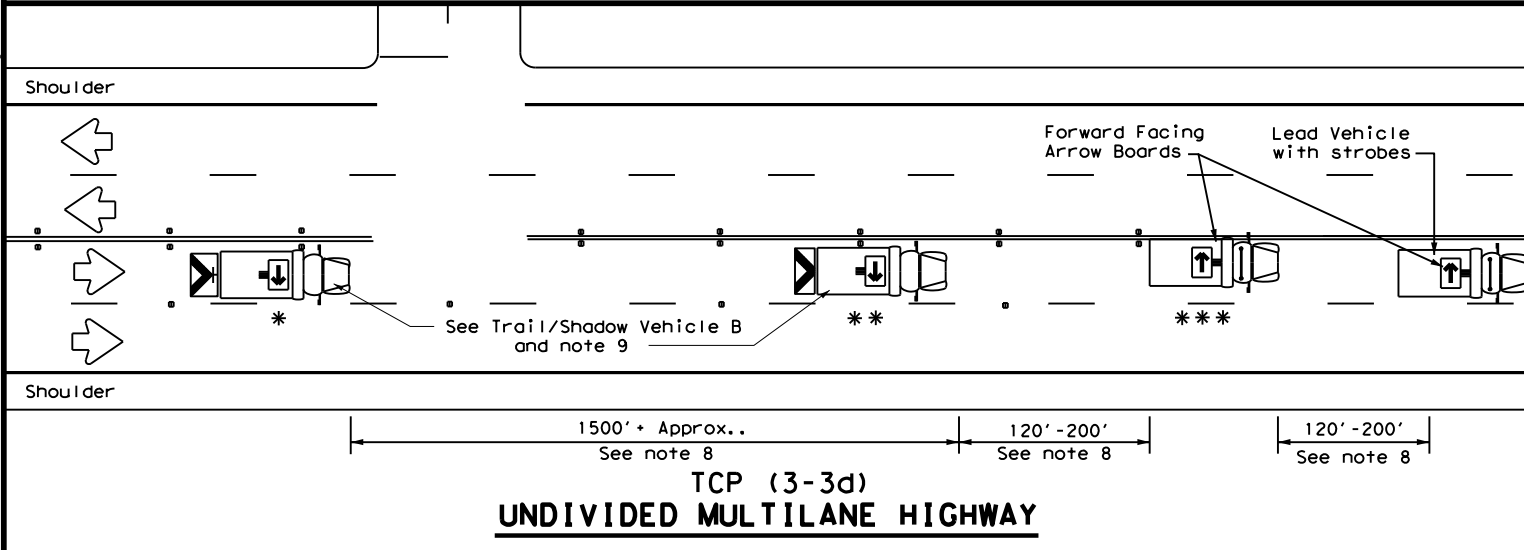 Shoulder
Forward Facing
Arrow Boards
Lead Vehicle
with strobes
*
* *
* * *
See Trail/Shadow Vehicle B
and note 9
Shoulder
1500'+ Approx..
See note 8
120'-200'
See note 8
120'-200'
See note 8
TCP (3-3d)
UNDIVIDED MULTILANE HIGHWAY